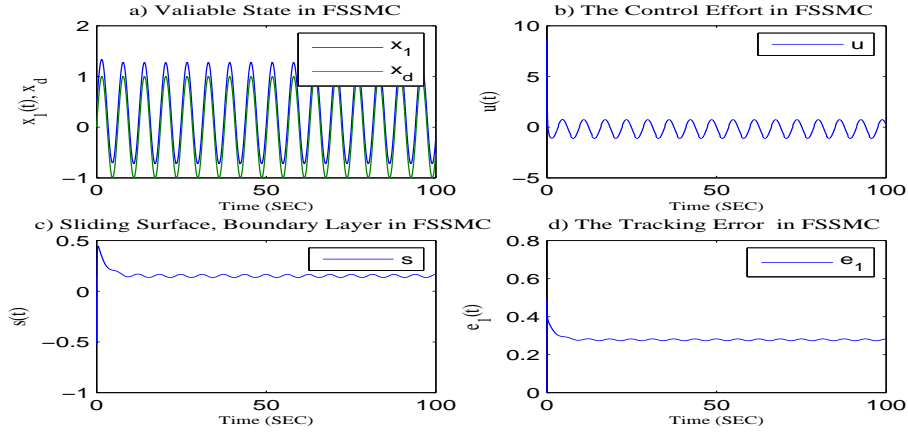 a) Valiable State in FSSMC
2
1
0
−1
x_1(t), x_d
x_1
x_d
0
50
100
Time (SEC)
b) The Control Effort in FSSMC
10
5
0
−5
u(t)
u
0
50
100
Time (SEC)
c) Sliding Surface, Boundary Layer in FSSMC
0.5
0
−0.5
−1
s(t)
s
0
50
100
Time (SEC)
d) The Tracking Error in FSSMC
0.8
0.6
0.4
0.2
0
e_1(t)
e_1
0
50
100
Time (SEC)